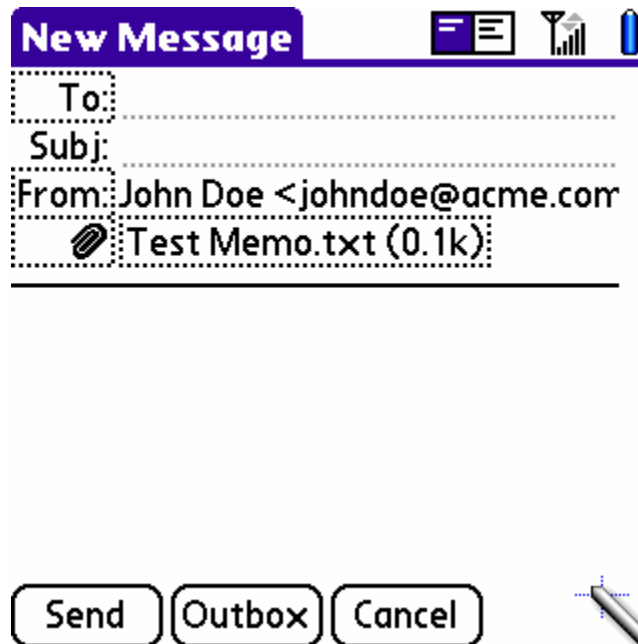 New Message
To:
Subj:
From: John Doe <johndoe@acme.com
Test Memo.txt (0.1k)
Send Outbox Cancel